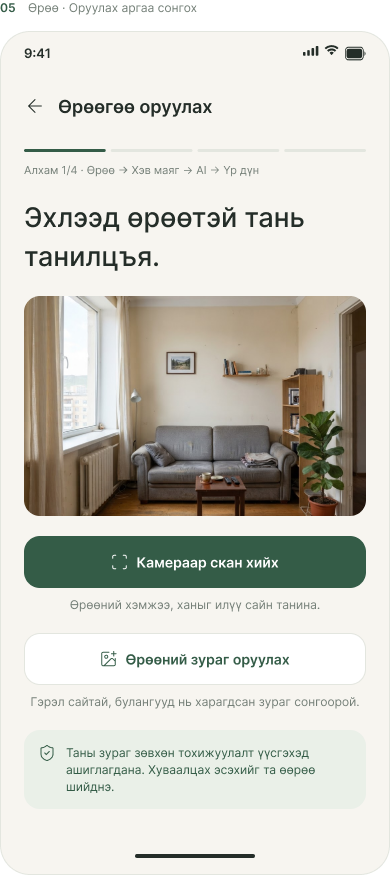 05 Өрөө · Оруулах аргаа сонгох
9:41
Өрөөгөө оруулах
Алхам 1/4 · Өрөө → Хэв маяг → AI → Үр дүн
Эхлээд өрөөтэй тань
танилцъя.
Камераар скан хийх
Өрөөний хэмжээ, ханыг илүү сайн танина.
Өрөөний зураг оруулах
Гэрэл сайтай, булангууд нь харагдсан зураг сонгоорой.
Таны зураг зөвхөн тохижуулалт үүсгэхэд
ашиглагдана. Хуваалцах эсэхийг та өөрөө
шийднэ.